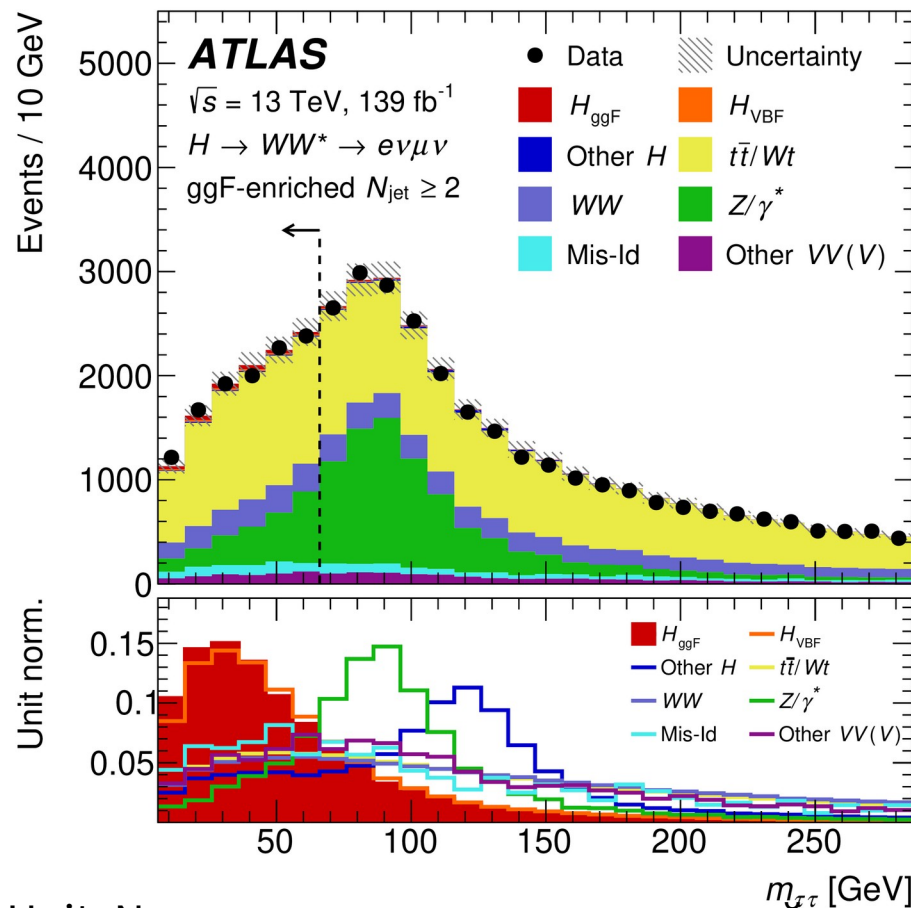 Events / 10 GeV
5000
4000
3000
2000
1000
0
ATLAS
√s = 13 TeV, 139 fb⁻¹
H → WW* → eνμν
ggF-enriched N_jet ≥ 2
Data
Uncertainty
H_ggF
H_VBF
Other H
tt̄/Wt
WW
Z/γ*
Mis-Id
Other VV(V)
Unit norm.
0.15
0.1
0.05
H_ggF
H_VBF
Other H
tt̄/Wt
WW
Z/γ*
Mis-Id
Other VV(V)
50 100 150 200 250
m_ττ [GeV]